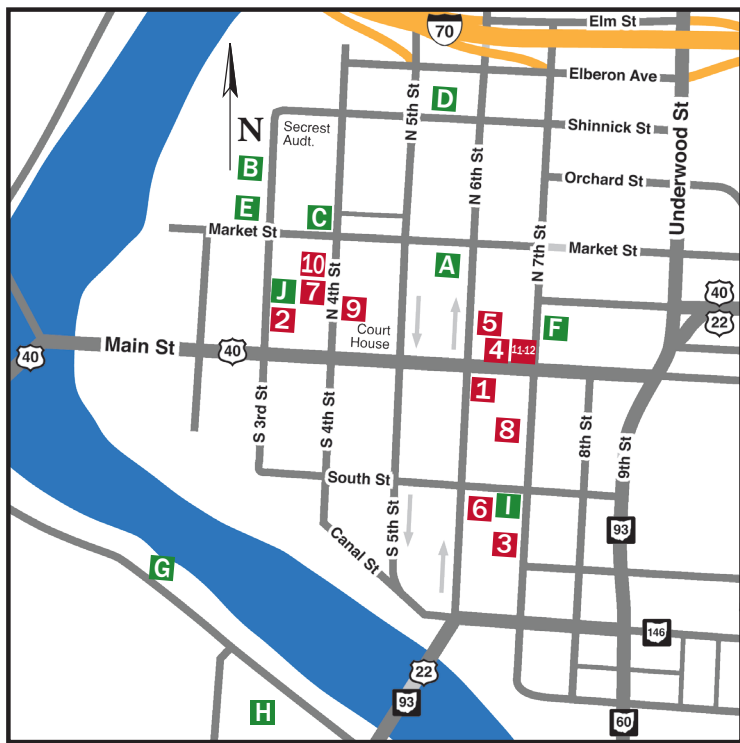 Elm St
70
Elberon Ave
N 5th St
D
Shinnick St
Secrest
Audt.
N
Underwood St
N 6th St
B
Orchard St
E
C
Market St
N 7th St
Market St
A
10
N 4th St
J
7
40
22
9
2
5
F
Court
House
4
11-12
Main St
40
40
1
S 3rd St
S 4th St
8
8th St
9th St
South St
6
I
93
S 5th St
3
Canal St
G
146
22
93
H
60